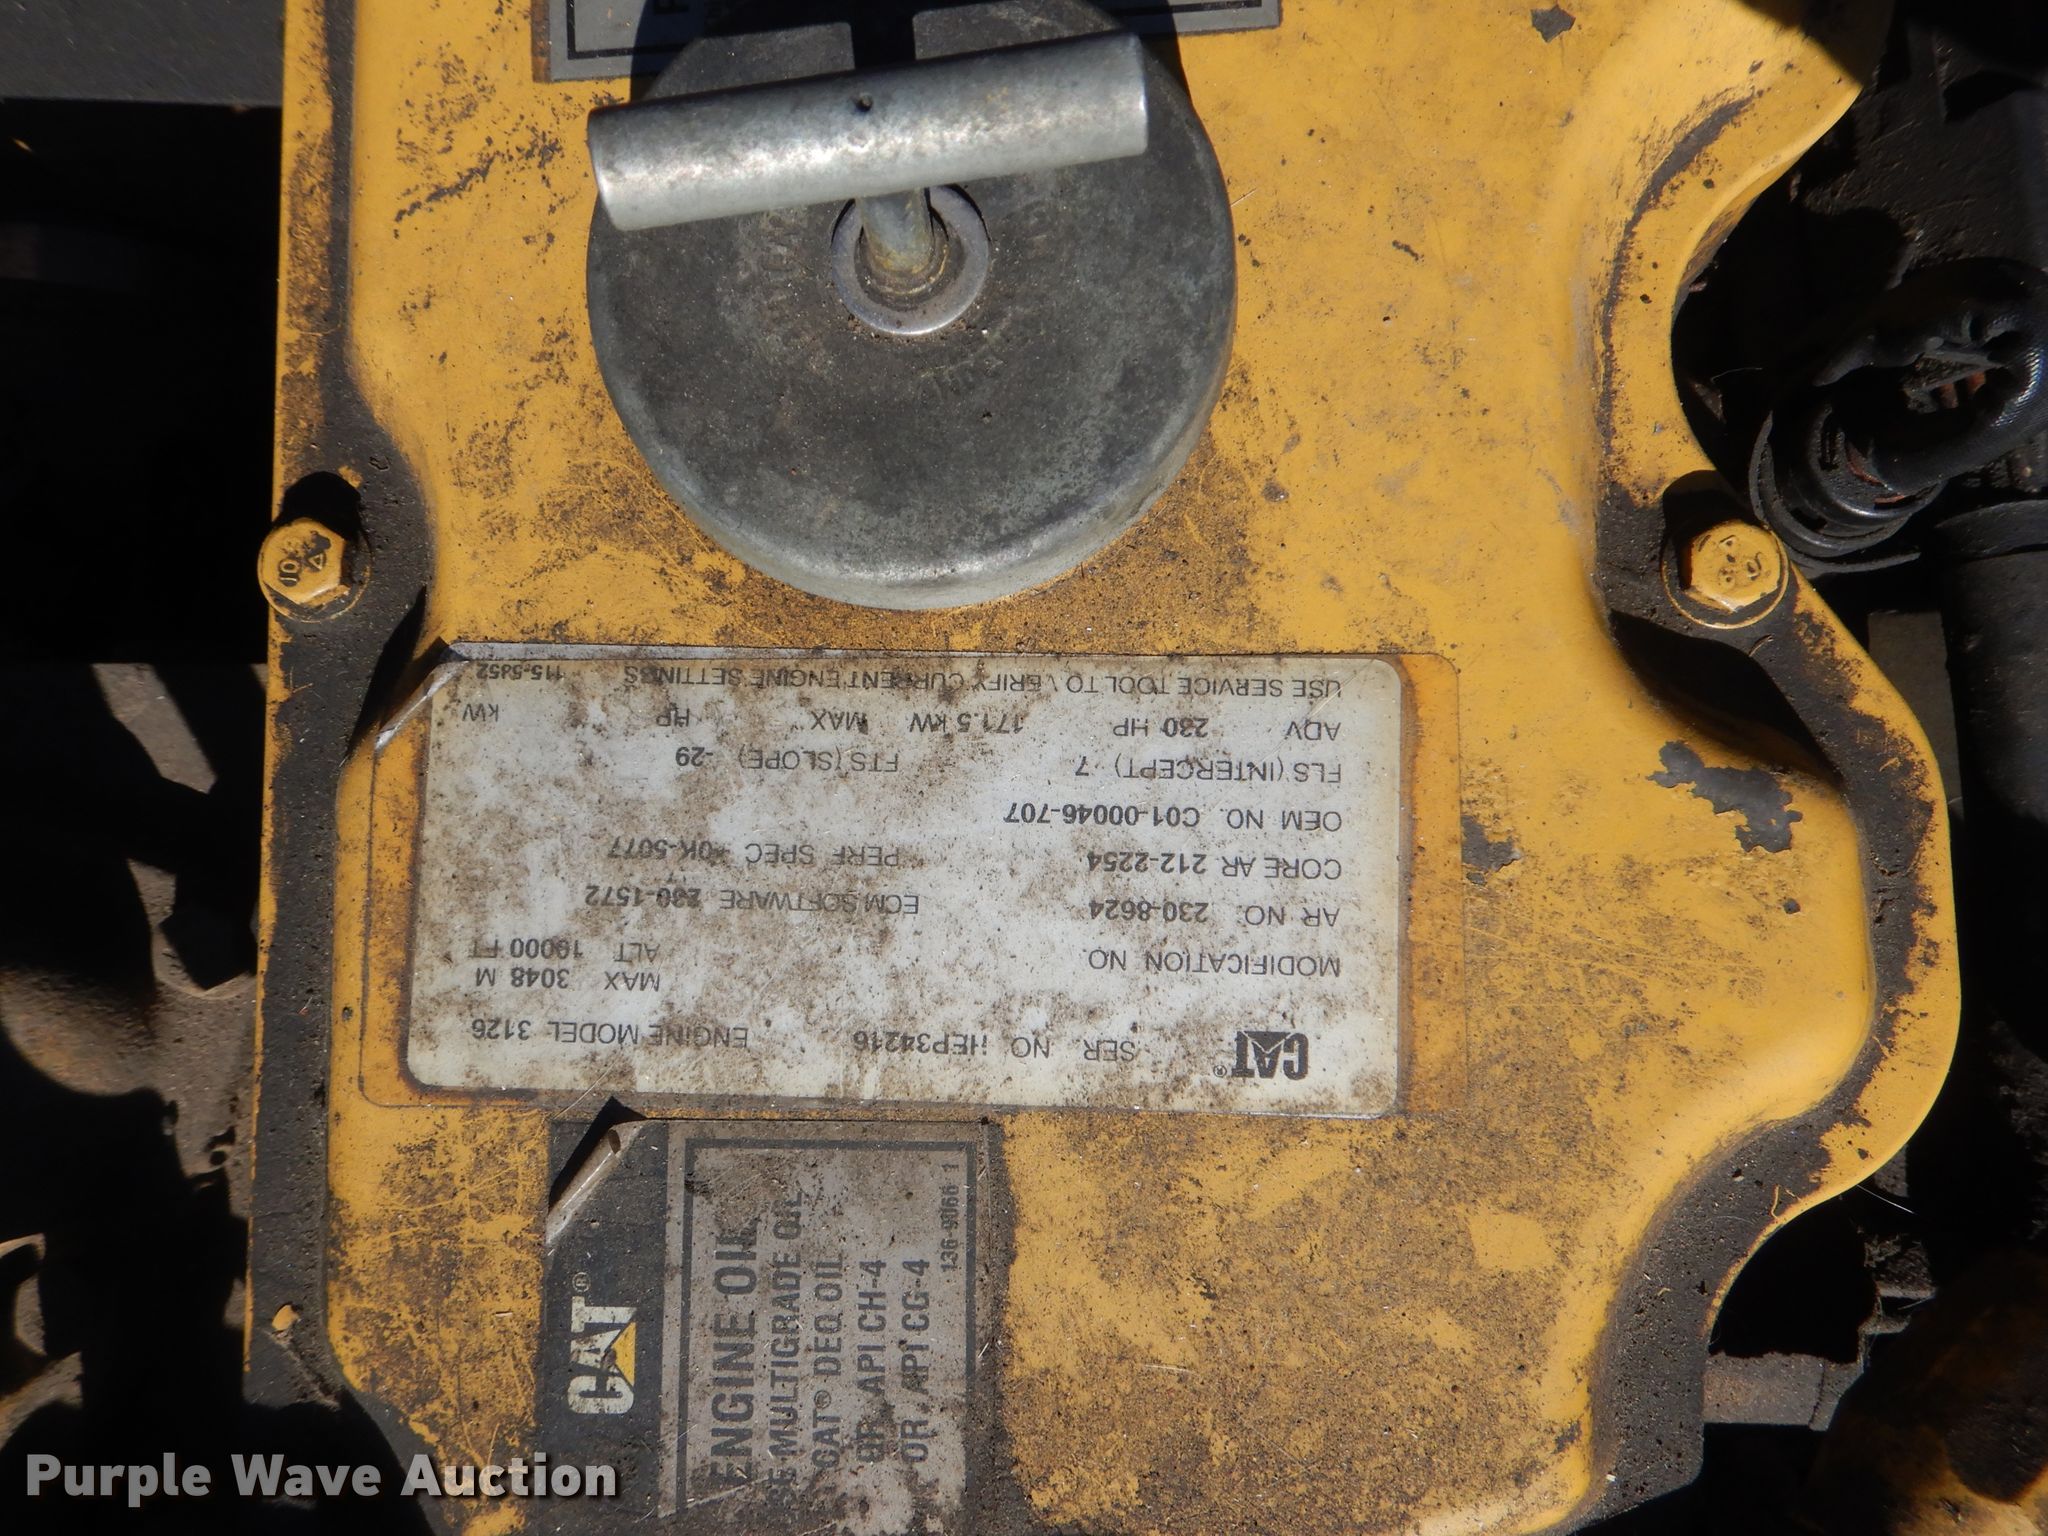 CAT®
SER NO HEP34216 ENGINE MODEL 3126
MODIFICATION NO. MAX 3048 M
ALT 10000 FT
AR NO. 230-8624 ECM SOFTWARE 230-1572
CORE AR 212-2254 PERF SPEC 0K-5077
OEM NO. C01-00046-707
FLS (INTERCEPT) 7 FTS (SLOPE) -29
ADV 230 HP 171.5 KW MAX HP KW
USE SERVICE TOOL TO VERIFY CURRENT ENGINE SETTINGS 115-5852
CAT®
ENGINE OIL
MULTIGRADE OIL
CAT® DEO OIL
OR API CH-4
OR API CG-4
136-9066 1
Purple Wave Auction